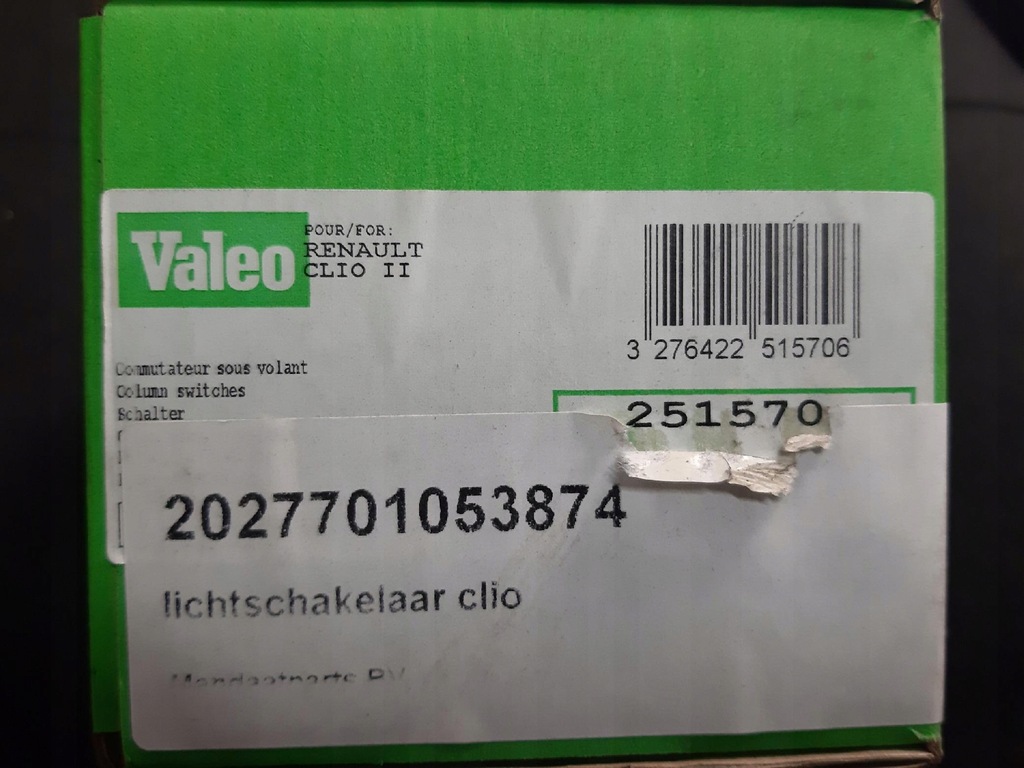 Valeo
POUR/FOR:
RENAULT
CLIO II
3 276422 515706
Commutateur sous volant
Column switches
Schalter
251570
2027701053874
lichtschakelaar clio